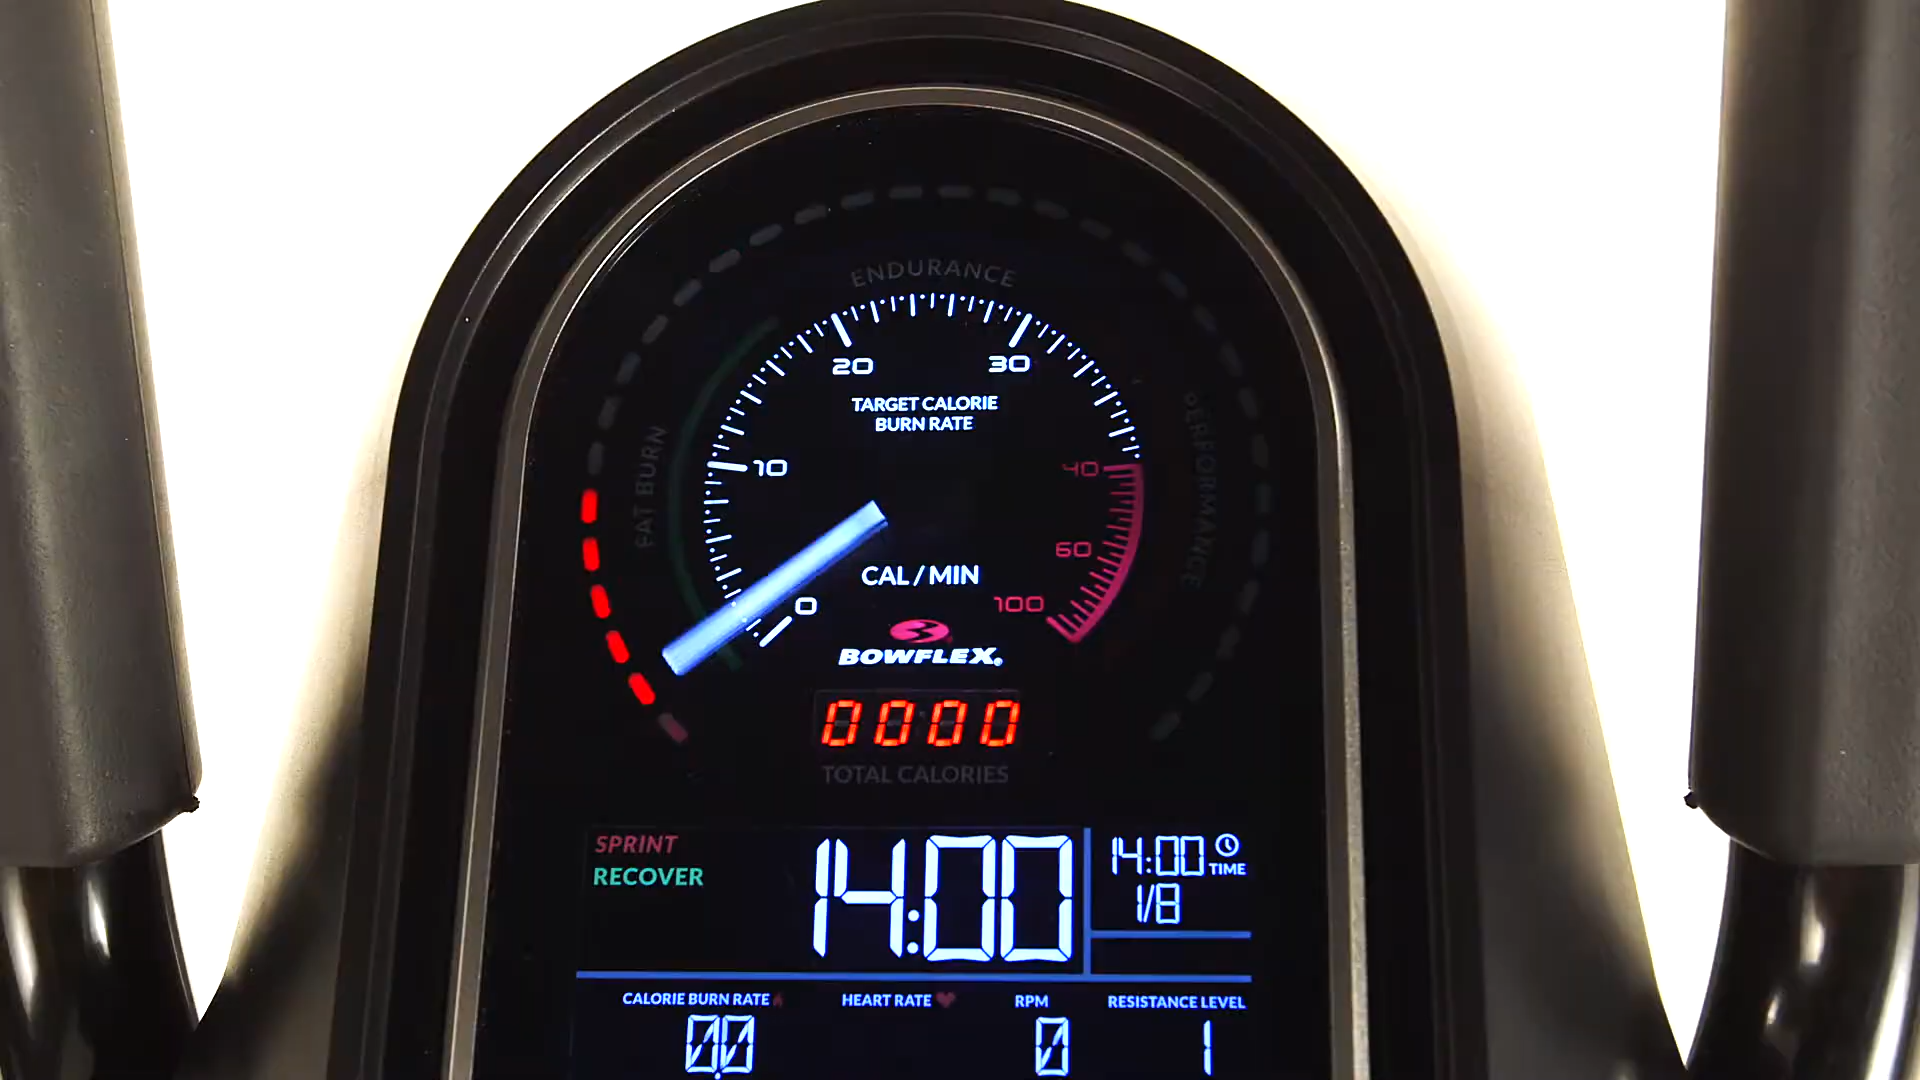 ENDURANCE
20
30
TARGET CALORIE
BURN RATE
FAT BURN
PERFORMANCE
10
40
60
CAL / MIN
0
100
BOWFLEX®
0000
TOTAL CALORIES
SPRINT
RECOVER
14:00
14:00
TIME
1/8
CALORIE BURN RATE
HEART RATE
RPM
RESISTANCE LEVEL
0.0
0
1